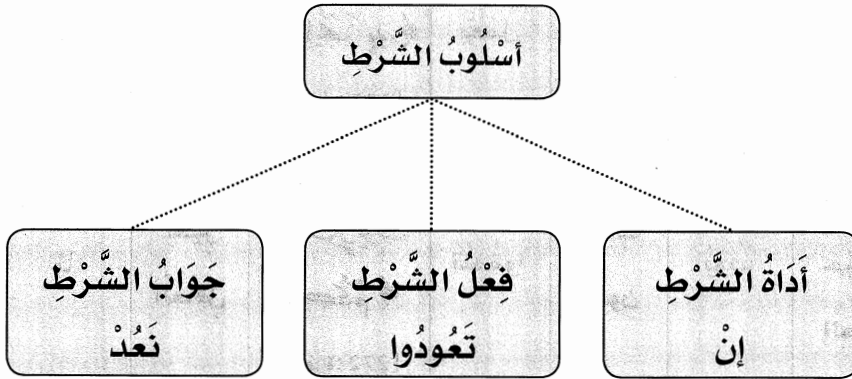 أسْلُوبُ الشَّرْطِ
أَدَاةُ الشَّرْطِ
إنْ
فِعْلُ الشَّرْطِ
تَعُودُوا
جَوَابُ الشَّرْطِ
نَعُدْ